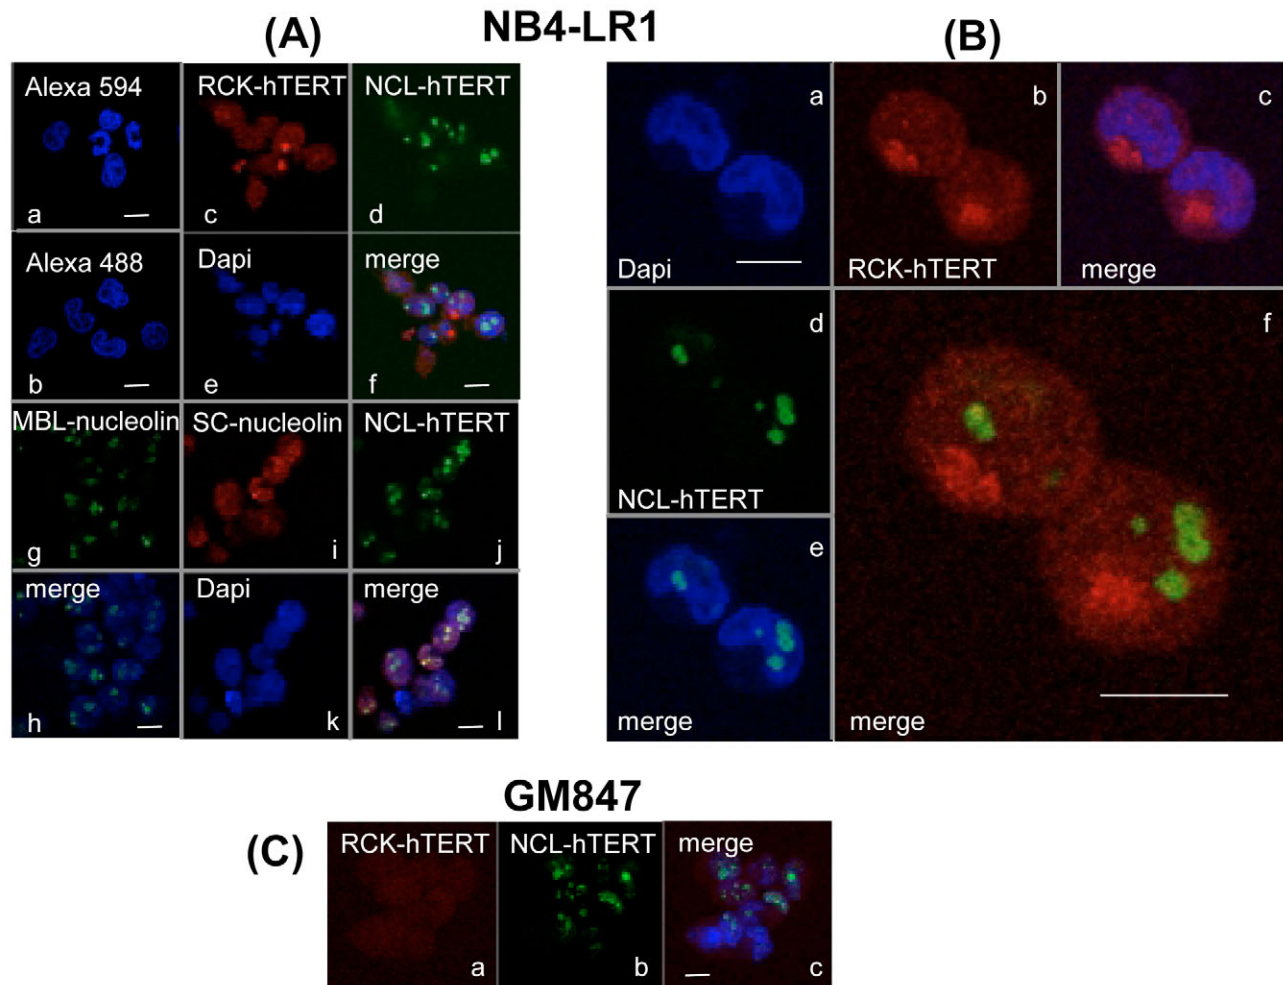 NB4-LR1
(A)
(B)
Alexa 594
RCK-hTERT
NCL-hTERT
a
c
d
Alexa 488
Dapi
merge
b
e
f
MBL-nucleolin
SC-nucleolin
NCL-hTERT
g
i
j
merge
Dapi
merge
h
k
l
a
b
c
Dapi
RCK-hTERT
merge
d
f
NCL-hTERT
e
merge
merge
GM847
(C)
RCK-hTERT
NCL-hTERT
merge
a
b
c